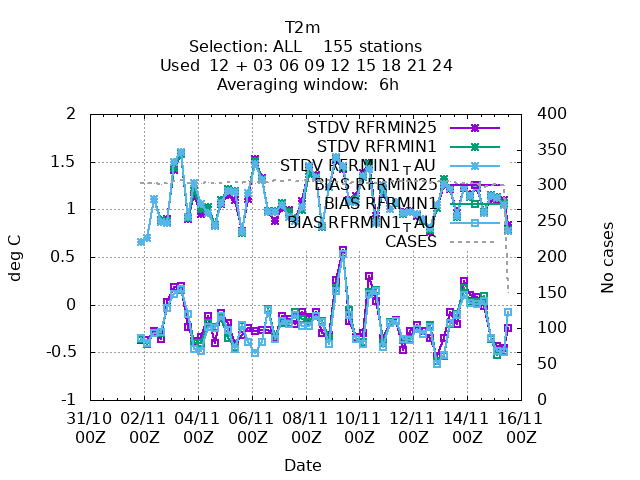 T2m
Selection: ALL 155 stations
Used 12 + 03 06 09 12 15 18 21 24
Averaging window: 6h
2
1.5
1
0.5
0
-0.5
-1
deg C
400
350
300
250
200
150
100
50
0
No cases
STDV RFRMIN25
STDV RFRMIN1
STDV RFRMIN1_AU
BIAS RFRMIN25
BIAS RFRMIN1
BIAS RFRMIN1_AU
CASES
31/10 02/11 04/11 06/11 08/11 10/11 12/11 14/11 16/11
00Z 00Z 00Z 00Z 00Z 00Z 00Z 00Z 00Z
Date